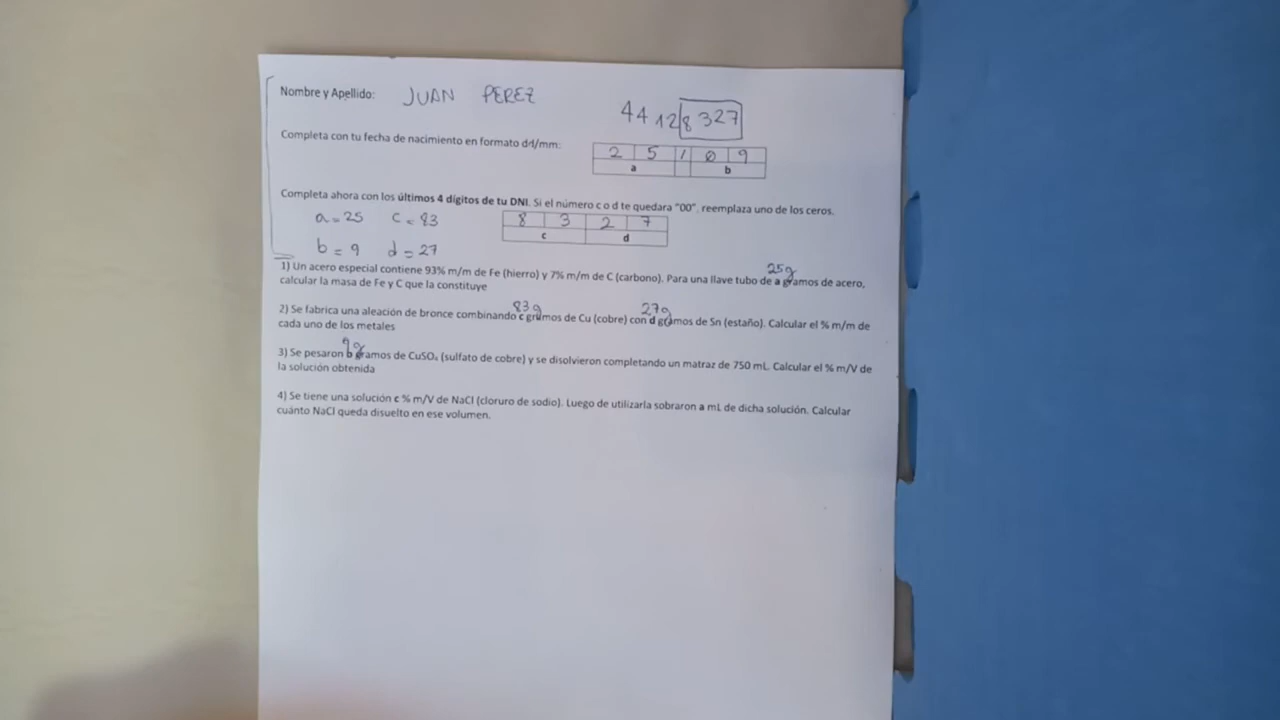 Nombre y Apellido: JUAN PEREZ
44 128327
Completa con tu fecha de nacimiento en formato dd/mm:
2 5 / 0 9
a b
Completa ahora con los últimos 4 dígitos de tu DNI. Si el número c o d te quedara "00", reemplaza uno de los ceros.
a=25 c=83
8 3 2 7
c d
b=9 d=27
25g
1) Un acero especial contiene 93% m/m de Fe (hierro) y 7% m/m de C (carbono). Para una llave tubo de a gramos de acero,
calcular la masa de Fe y C que la constituye
83g 27g
2) Se fabrica una aleación de bronce combinando c gramos de Cu (cobre) con d gramos de Sn (estaño). Calcular el % m/m de
cada uno de los metales
9g
3) Se pesaron b gramos de CuSO₄ (sulfato de cobre) y se disolvieron completando un matraz de 750 mL. Calcular el % m/V de
la solución obtenida
4) Se tiene una solución c % m/V de NaCl (cloruro de sodio). Luego de utilizarla sobraron a mL de dicha solución. Calcular
cuánto NaCl queda disuelto en ese volumen.